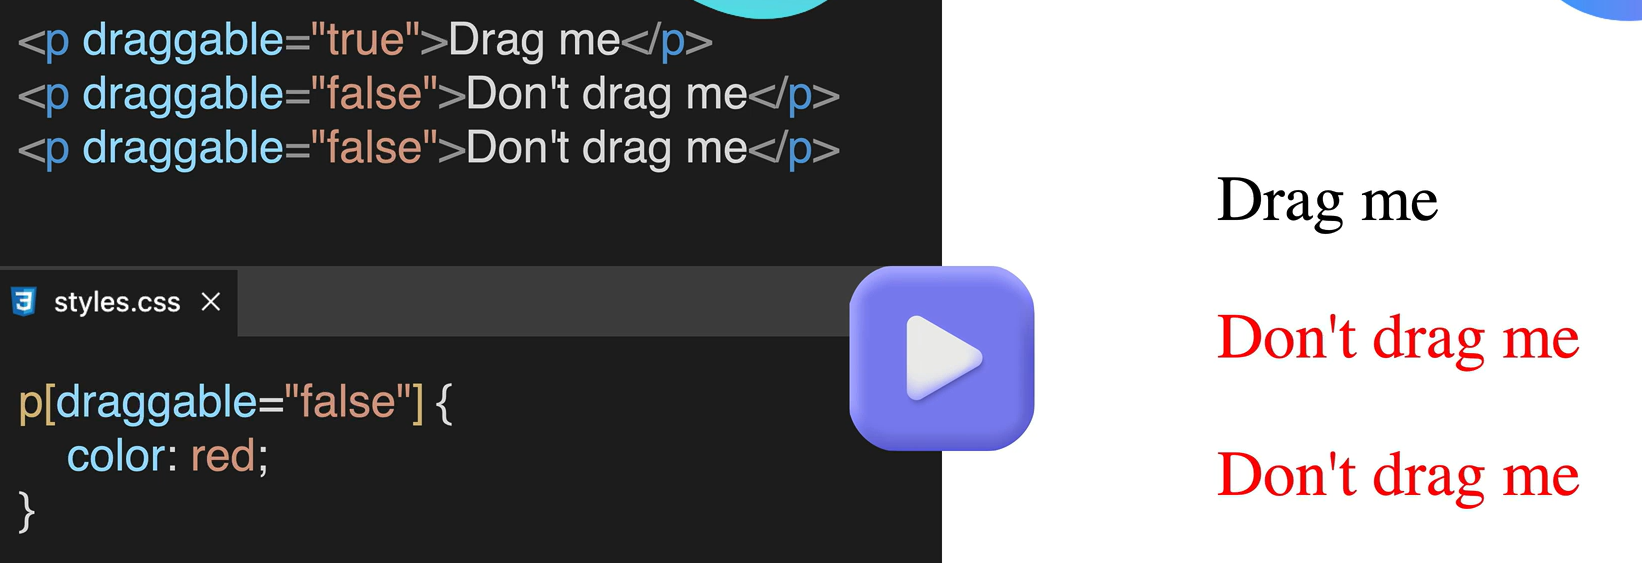 <p draggable="true">Drag me</p>
<p draggable="false">Don't drag me</p>
<p draggable="false">Don't drag me</p>
styles.css
p[draggable="false"] {
color: red;
}
Drag me
Don't drag me
Don't drag me